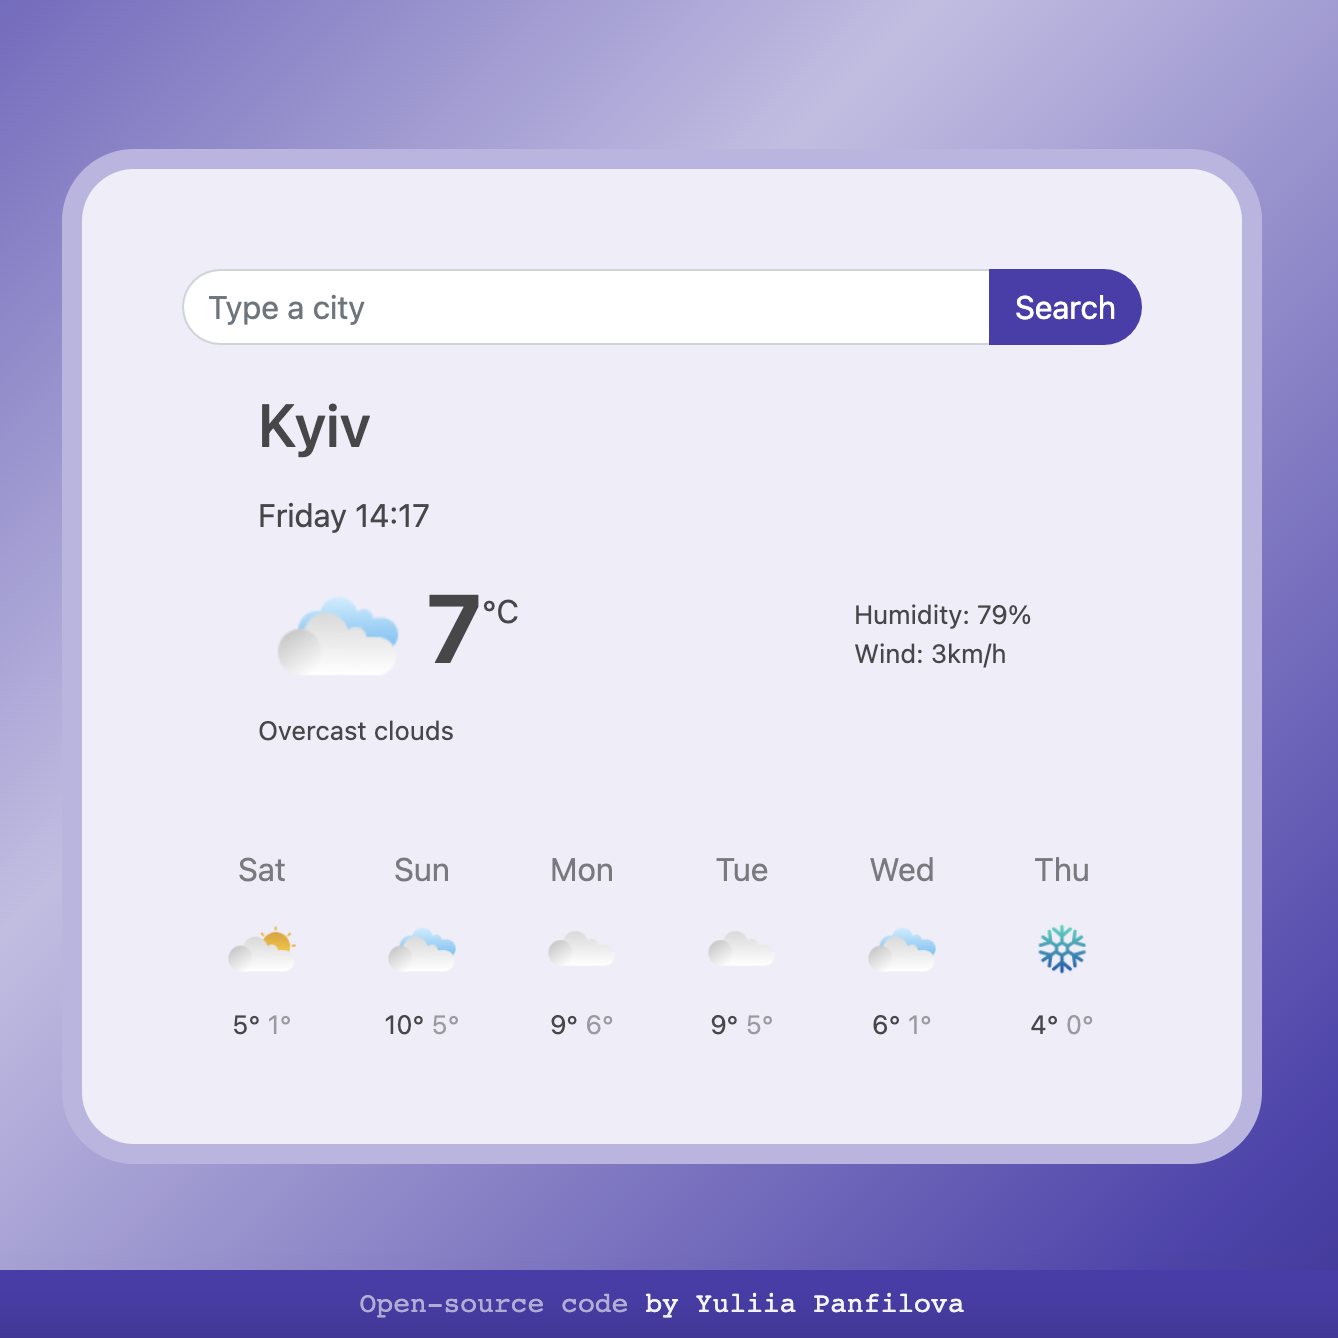 Type a city
Search
Kyiv
Friday 14:17
7°C
Humidity: 79%
Wind: 3km/h
Overcast clouds
Sat Sun Mon Tue Wed Thu
5° 1° 10° 5° 9° 6° 9° 5° 6° 1° 4° 0°
Open-source code by Yuliia Panfilova